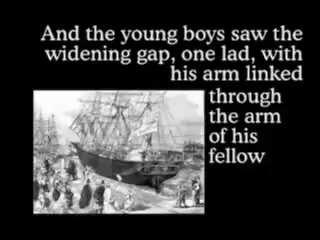 And the young boys saw the
widening gap, one lad, with
his arm linked
through
the arm
of his
fellow